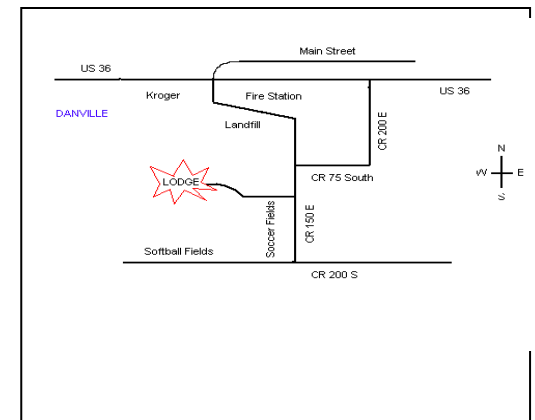 Main Street
US 36
US 36
Kroger
Fire Station
DANVILLE
Landfill
CR 200 E
N
W
E
S
CR 75 South
LODGE
Soccer Fields
CR 150 E
Softball Fields
CR 200 S